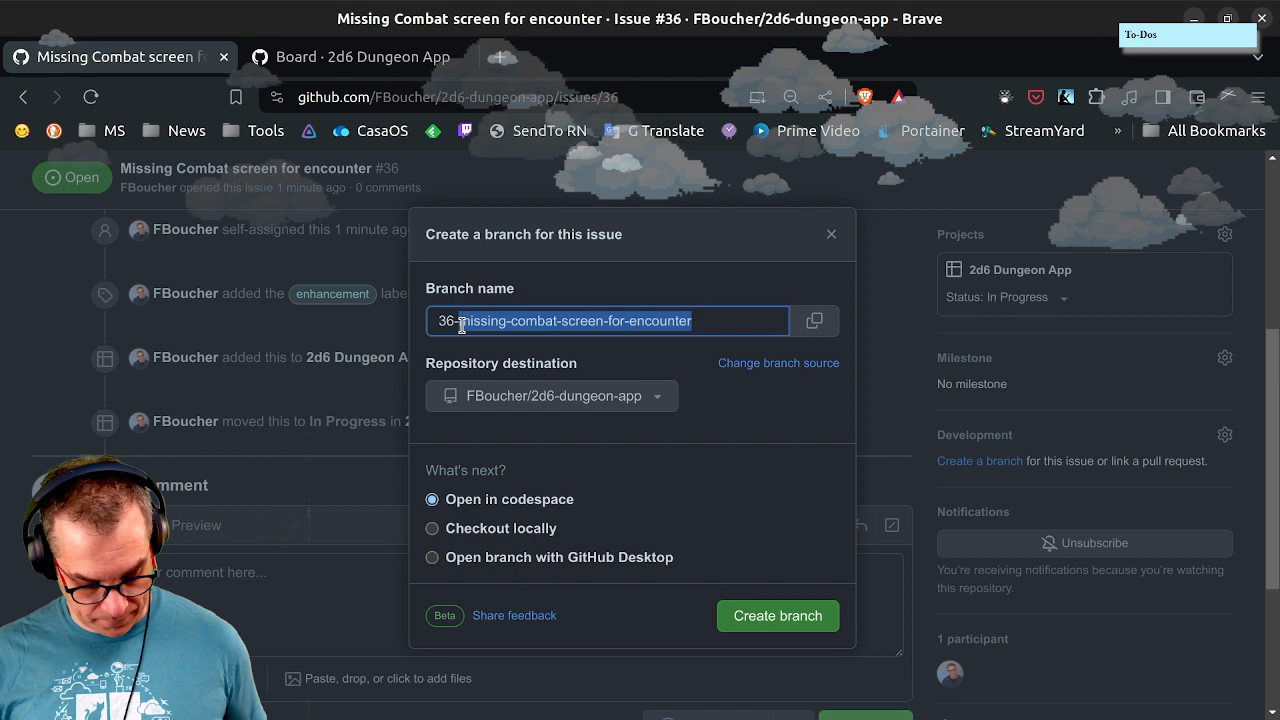 Missing Combat screen for encounter · Issue #36 · FBoucher/2d6-dungeon-app - Brave
To-Dos
Missing Combat screen f
Board · 2d6 Dungeon App
github.com/FBoucher/2d6-dungeon-app/issues/36
MS
News
Tools
CasaOS
SendTo RN
G Translate
Prime Video
Portainer
StreamYard
»
All Bookmarks
Open
Missing Combat screen for encounter #36
FBoucher opened this issue 1 minute ago · 0 comments
FBoucher self-assigned this 1 minute ag
FBoucher added the enhancement labe
FBoucher added this to 2d6 Dungeon A
FBoucher moved this to In Progress in 2
Create a branch for this issue
Branch name
36-missing-combat-screen-for-encounter
Repository destination
Change branch source
FBoucher/2d6-dungeon-app
What's next?
Open in codespace
Checkout locally
Open branch with GitHub Desktop
Beta
Share feedback
Create branch
omment
Preview
comment here...
Paste, drop, or click to add files
Projects
2d6 Dungeon App
Status: In Progress
Milestone
No milestone
Development
Create a branch for this issue or link a pull request.
Notifications
Unsubscribe
You're receiving notifications because you're watching
this repository.
1 participant